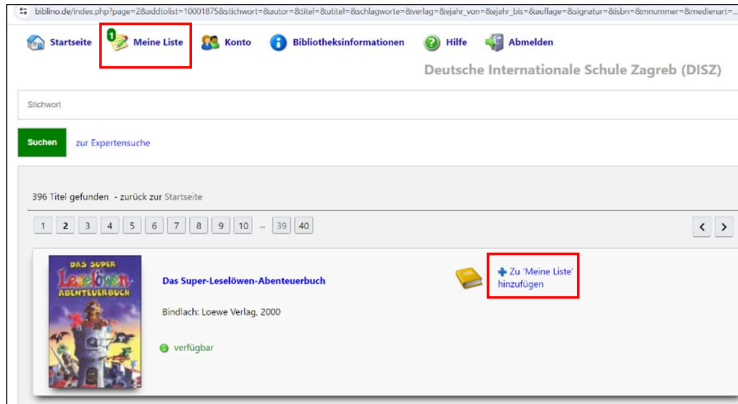 biblino.de/index.php?page=2&addtolist=10001875&stichwort=&autor=&titel=&utitel=&schlagworte=&verlag=&ejahr_von=&ejahr_bis=&auflage=&signatur=&isbn=&mnummer=&medienart=...
Startseite 1 Meine Liste Konto Bibliotheksinformationen Hilfe Abmelden
Deutsche Internationale Schule Zagreb (DISZ)
Stichwort
Suchen zur Expertensuche
396 Titel gefunden - zurück zur Startseite
1 2 3 4 5 6 7 8 9 10 ... 39 40 < >
DAS SUPER
Leselöwen
ABENTEUERBUCH
Das Super-Leselöwen-Abenteuerbuch
Bindlach: Loewe Verlag, 2000
verfügbar
Zu 'Meine Liste'
hinzufügen